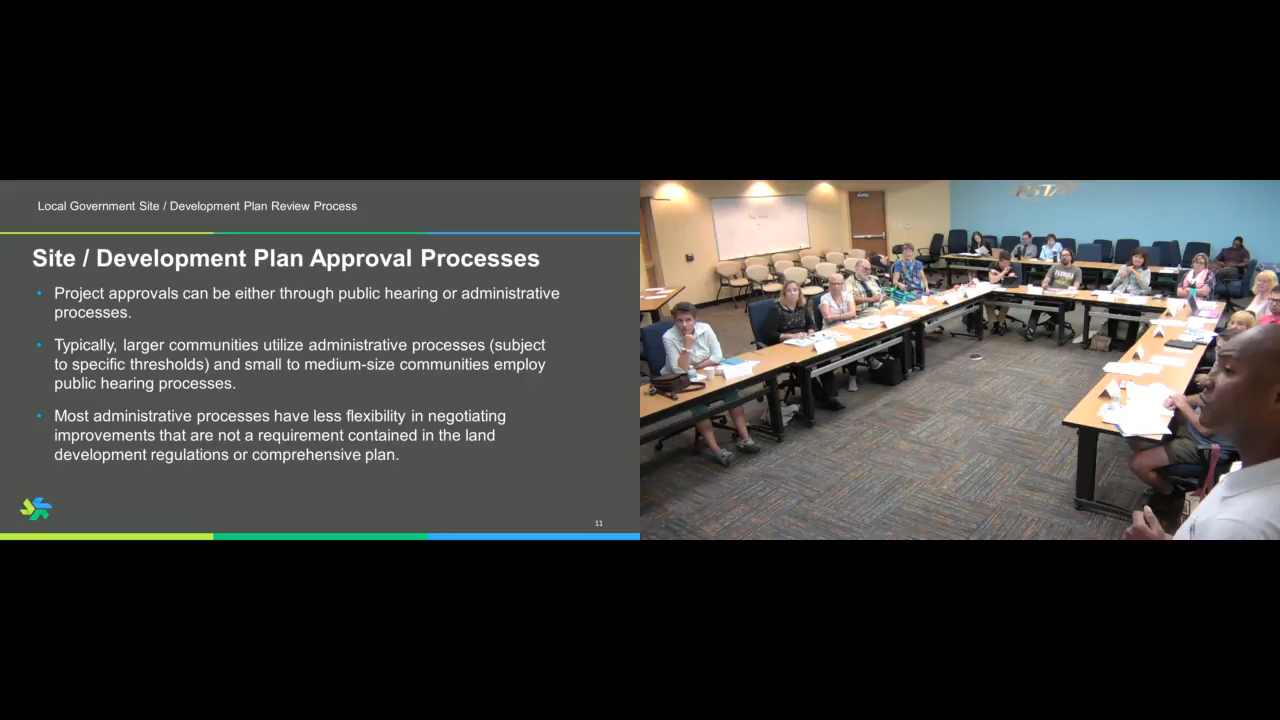 Local Government Site / Development Plan Review Process
Site / Development Plan Approval Processes
• Project approvals can be either through public hearing or administrative
processes.
• Typically, larger communities utilize administrative processes (subject
to specific thresholds) and small to medium-size communities employ
public hearing processes.
• Most administrative processes have less flexibility in negotiating
improvements that are not a requirement contained in the land
development regulations or comprehensive plan.
11